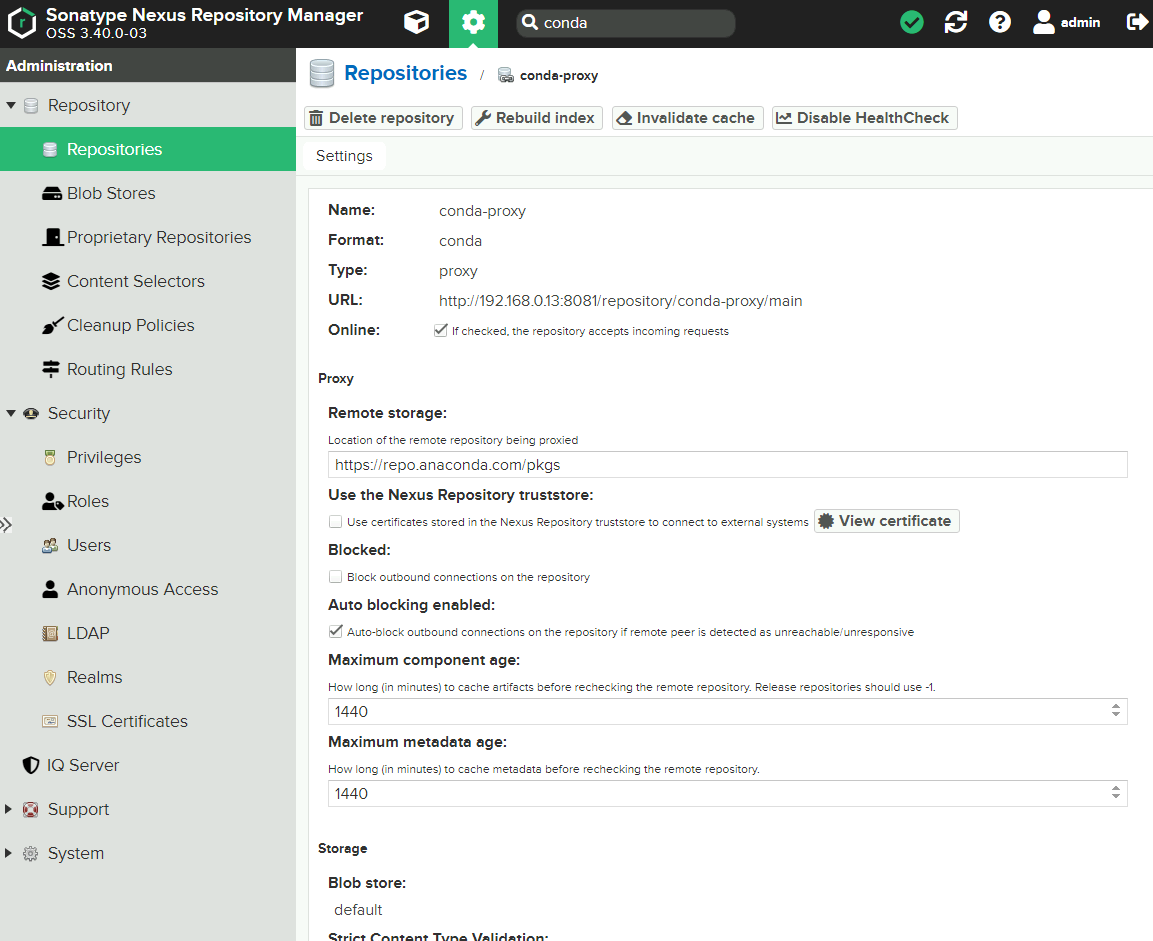 Sonatype Nexus Repository Manager
OSS 3.40.0-03
conda
admin
Administration
Repository
Repositories
Blob Stores
Proprietary Repositories
Content Selectors
Cleanup Policies
Routing Rules
Security
Privileges
Roles
Users
Anonymous Access
LDAP
Realms
SSL Certificates
IQ Server
Support
System
Repositories / conda-proxy
Delete repository Rebuild index Invalidate cache Disable HealthCheck
Settings
Name: conda-proxy
Format: conda
Type: proxy
URL: http://192.168.0.13:8081/repository/conda-proxy/main
Online: If checked, the repository accepts incoming requests
Proxy
Remote storage:
Location of the remote repository being proxied
https://repo.anaconda.com/pkgs
Use the Nexus Repository truststore:
Use certificates stored in the Nexus Repository truststore to connect to external systems View certificate
Blocked:
Block outbound connections on the repository
Auto blocking enabled:
Auto-block outbound connections on the repository if remote peer is detected as unreachable/unresponsive
Maximum component age:
How long (in minutes) to cache artifacts before rechecking the remote repository. Release repositories should use -1.
1440
Maximum metadata age:
How long (in minutes) to cache metadata before rechecking the remote repository.
1440
Storage
Blob store:
default
Strict Content Type Validation: